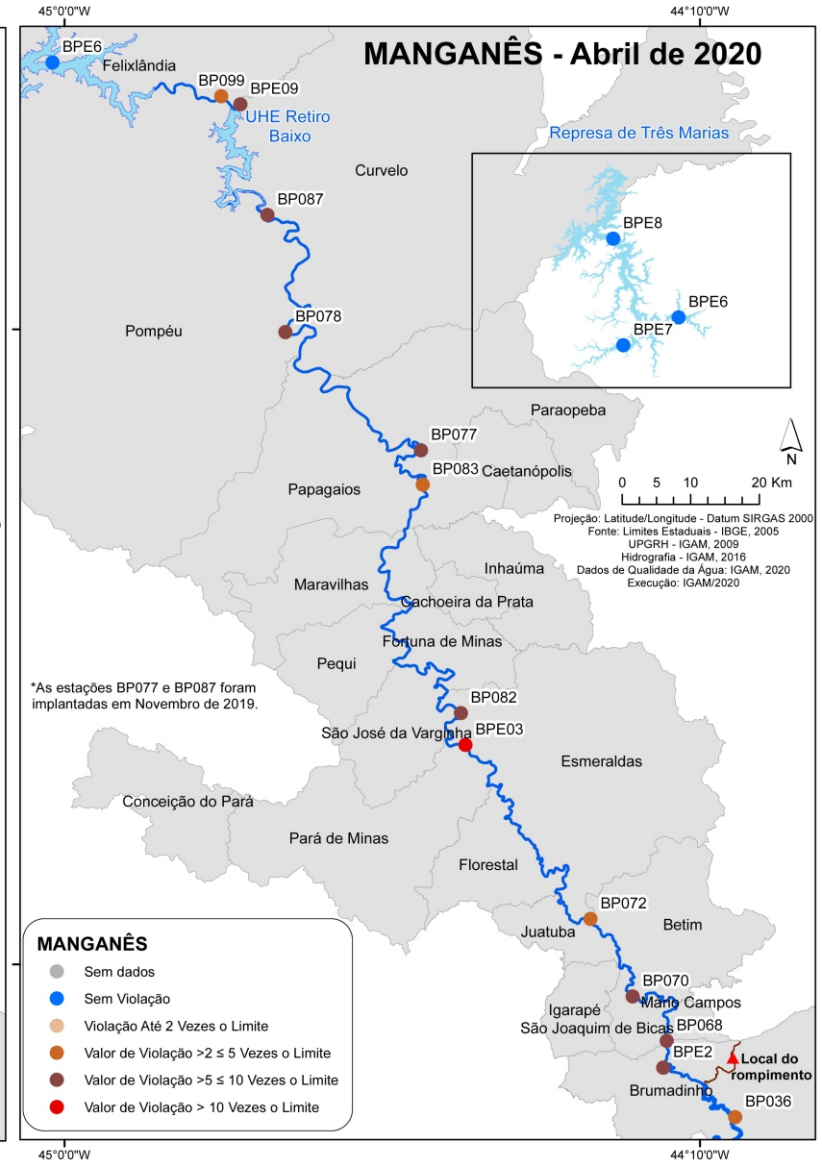 45°0'0"W
44°10'0"W
MANGANÊS - Abril de 2020
BPE6
Felixlândia
BP099
BPE09
UHE Retiro
Baixo
Represa de Três Marias
Curvelo
BP087
BPE8
BPE6
BPE7
BP078
Pompéu
Paraopeba
BP077
BP083
Caetanópolis
Papagaios
N
0 5 10 20 Km
Projeção: Latitude/Longitude - Datum SIRGAS 2000
Fonte: Limites Estaduais - IBGE, 2005
UPGRH - IGAM, 2009
Hidrografia - IGAM, 2016
Dados de Qualidade da Água: IGAM, 2020
Execução: IGAM/2020
Inhaúma
Maravilhas
Cachoeira da Prata
Fortuna de Minas
Pequi
*As estações BP077 e BP087 foram
implantadas em Novembro de 2019.
BP082
BPE03
São José da Varginha
Esmeraldas
Conceição do Pará
Pará de Minas
Florestal
BP072
Juatuba
Betim
BP070
Mário Campos
Igarapé
São Joaquim de Bicas
BP068
BPE2
Local do
rompimento
Brumadinho
BP036
MANGANÊS
Sem dados
Sem Violação
Violação Até 2 Vezes o Limite
Valor de Violação >2 ≤ 5 Vezes o Limite
Valor de Violação >5 ≤ 10 Vezes o Limite
Valor de Violação > 10 Vezes o Limite
45°0'0"W
44°10'0"W